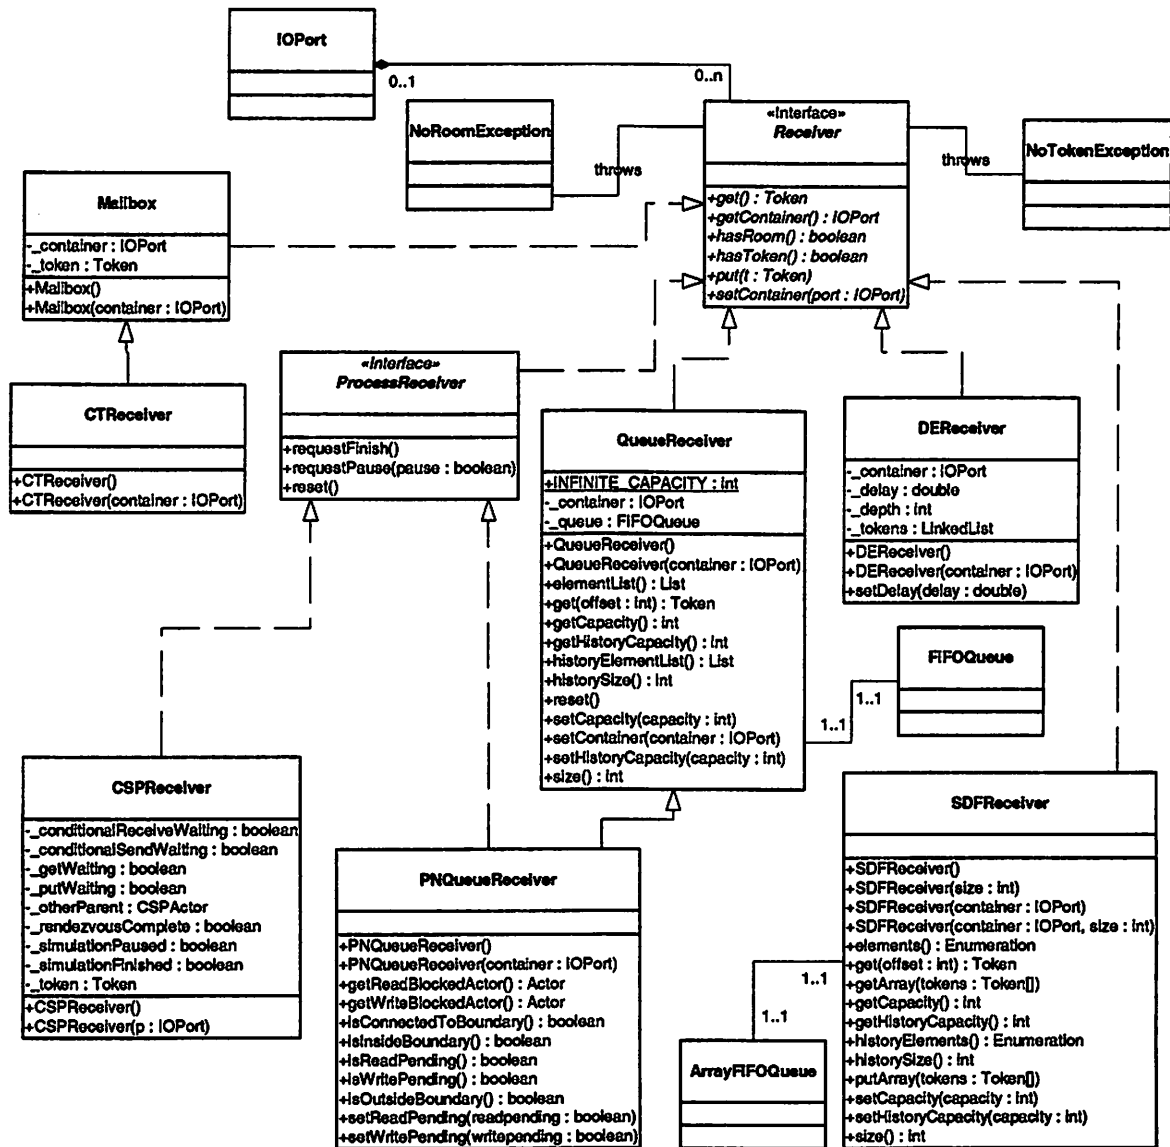 IOPort
0..1
0..n
NoRoomException
throws
«Interface»
Receiver
+get() : Token
+getContainer() : IOPort
+hasRoom() : boolean
+hasToken() : boolean
+put(t : Token)
+setContainer(port : IOPort)
throws
NoTokenException
Mailbox
-_container : IOPort
-_token : Token
+Mailbox()
+Mailbox(container : IOPort)
CTReceiver
+CTReceiver()
+CTReceiver(container : IOPort)
«Interface»
ProcessReceiver
+requestFinish()
+requestPause(pause : boolean)
+reset()
QueueReceiver
+INFINITE_CAPACITY : int
-_container : IOPort
-_queue : FIFOQueue
+QueueReceiver()
+QueueReceiver(container : IOPort)
+elementList() : List
+get(offset : int) : Token
+getCapacity() : int
+getHistoryCapacity() : int
+historyElementList() : List
+historySize() : int
+reset()
+setCapacity(capacity : int)
+setContainer(container : IOPort)
+setHistoryCapacity(capacity : int)
+size() : int
DEReceiver
-_container : IOPort
-_delay : double
-_depth : int
-_tokens : LinkedList
+DEReceiver()
+DEReceiver(container : IOPort)
+setDelay(delay : double)
FIFOQueue
1..1
1..1
CSPReceiver
-_conditionalReceiveWaiting : boolean
-_conditionalSendWaiting : boolean
-_getWaiting : boolean
-_putWaiting : boolean
-_otherParent : CSPActor
-_rendezvousComplete : boolean
-_simulationPaused : boolean
-_simulationFinished : boolean
-_token : Token
+CSPReceiver()
+CSPReceiver(p : IOPort)
PNQueueReceiver
+PNQueueReceiver()
+PNQueueReceiver(container : IOPort)
+getReadBlockedActor() : Actor
+getWriteBlockedActor() : Actor
+isConnectedToBoundary() : boolean
+isInsideBoundary() : boolean
+isReadPending() : boolean
+isWritePending() : boolean
+isOutsideBoundary() : boolean
+setReadPending(readpending : boolean)
+setWritePending(writepending : boolean)
SDFReceiver
+SDFReceiver()
+SDFReceiver(size : int)
+SDFReceiver(container : IOPort)
+SDFReceiver(container : IOPort, size : int)
+elements() : Enumeration
+get(offset : int) : Token
+getArray(tokens : Token[])
+getCapacity() : int
+getHistoryCapacity() : int
+historyElements() : Enumeration
+historySize() : int
+putArray(tokens : Token[])
+setCapacity(capacity : int)
+setHistoryCapacity(capacity : int)
+size() : int
1..1
1..1
ArrayFIFOQueue